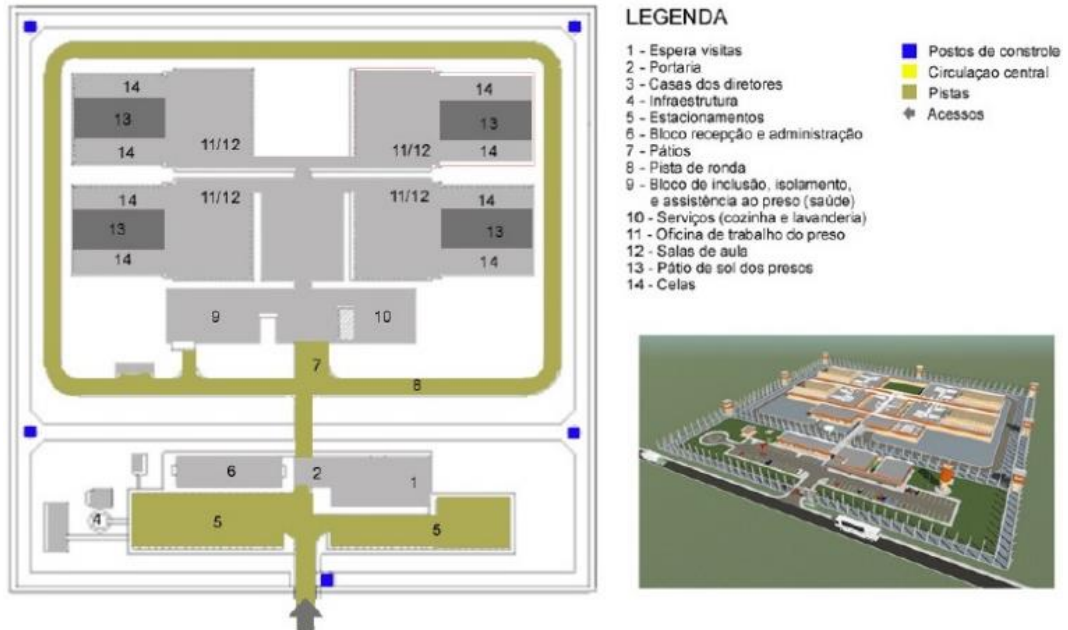 LEGENDA
1 - Espera visitas
2 - Portaria
3 - Casas dos diretores
4 - Infraestrutura
5 - Estacionamentos
6 - Bloco recepção e administração
7 - Pátios
8 - Pista de ronda
9 - Bloco de inclusão, isolamento,
e assistência ao preso (saúde)
10 - Serviços (cozinha e lavanderia)
11 - Oficina de trabalho do preso
12 - Salas de aula
13 - Pátio de sol dos presos
14 - Celas
Postos de constrole
Circulaçao central
Pistas
Acessos
14
14
13
13
11/12
11/12
14
14
14
11/12
11/12
14
13
13
14
14
9
10
7
8
6
2
1
4
5
5